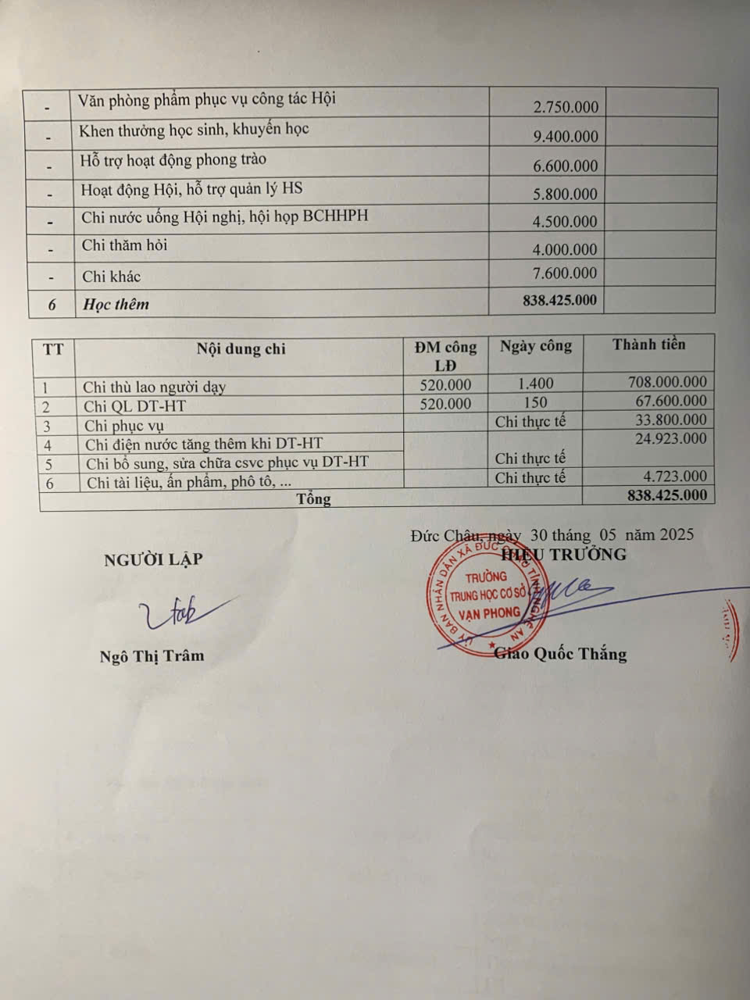 - Văn phòng phẩm phục vụ công tác Hội 2.750.000
- Khen thưởng học sinh, khuyến học 9.400.000
- Hỗ trợ hoạt động phong trào 6.600.000
- Hoạt động Hội, hỗ trợ quản lý HS 5.800.000
- Chi nước uống Hội nghị, hội họp BCHHPH 4.500.000
- Chi thăm hỏi 4.000.000
- Chi khác 7.600.000
6 Học thêm 838.425.000
TT Nội dung chi ĐM công LĐ Ngày công Thành tiền
1 Chi thù lao người dạy 520.000 1.400 708.000.000
2 Chi QL DT-HT 520.000 150 67.600.000
3 Chi phục vụ Chi thực tế 33.800.000
4 Chi điện nước tăng thêm khi DT-HT 24.923.000
5 Chi bổ sung, sửa chữa csvc phục vụ DT-HT Chi thực tế
6 Chi tài liệu, ấn phẩm, phô tô, ... Chi thực tế 4.723.000
Tổng 838.425.000
Đức Châu, ngày 30 tháng 05 năm 2025
NGƯỜI LẬP HIỆU TRƯỞNG
ỦY BAN NHÂN DÂN XÃ ĐỨC CHÂU TỈNH NGHỆ AN
TRƯỜNG
TRUNG HỌC CƠ SỞ
VẠN PHONG
Ngô Thị Trâm Giao Quốc Thắng